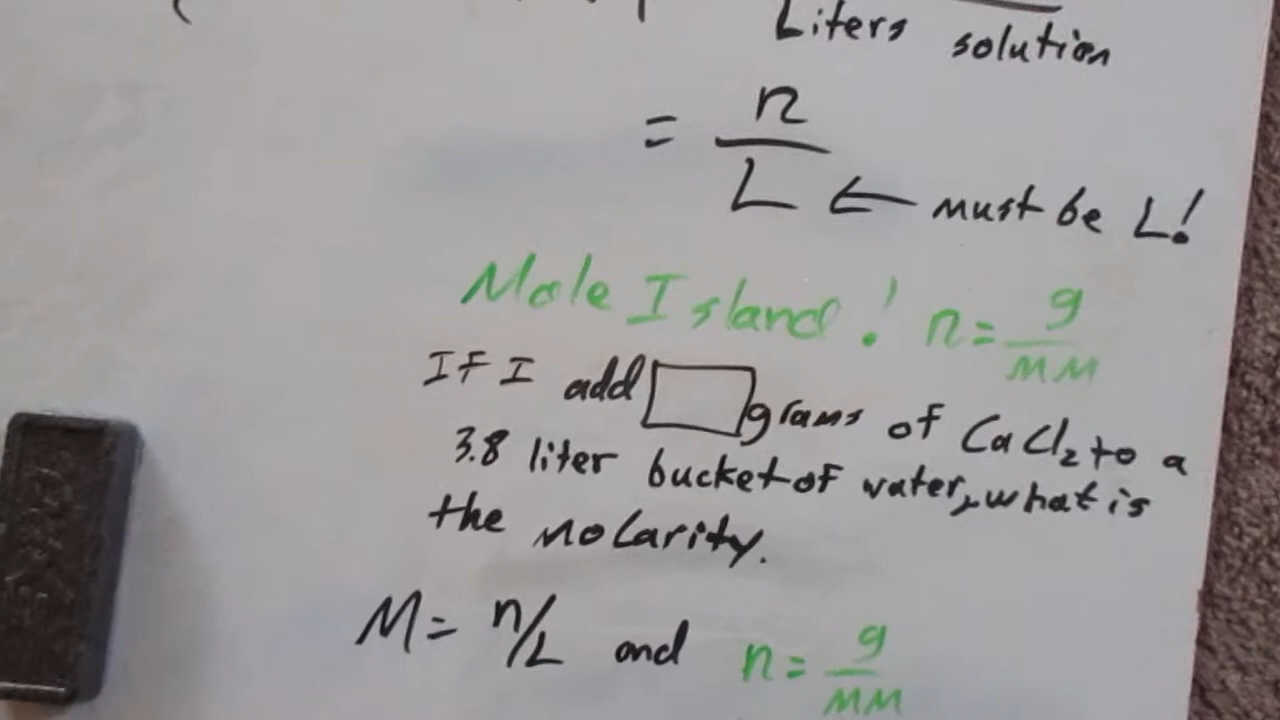 Liters solution
= n / L ← must be L!
Mole Island! n = g / MM
IF I add grams of CaCl₂ to a
3.8 liter bucket of water, what is
the molarity.
M = n/L and n = g / MM